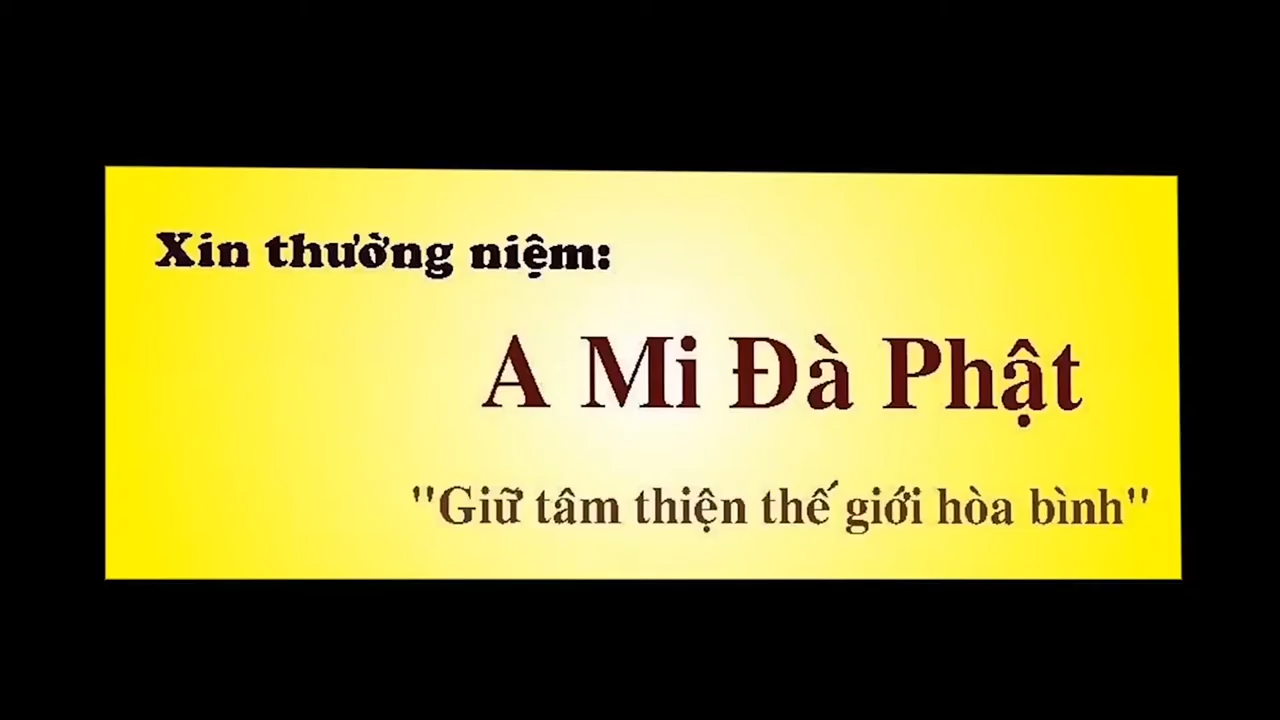 Xin thường niệm:
A Mi Đà Phật
"Giữ tâm thiện thế giới hòa bình"